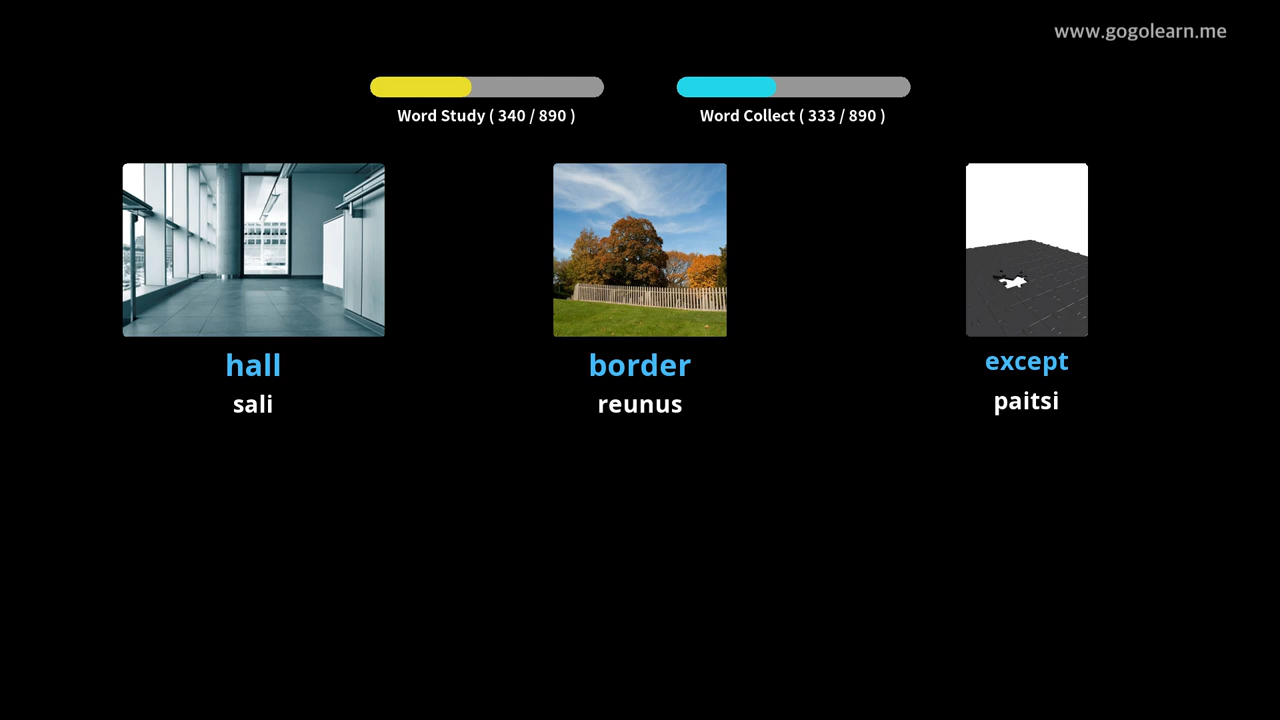 www.gogolearn.me
Word Study ( 340 / 890 )
Word Collect ( 333 / 890 )
hall
sali
border
reunus
except
paitsi